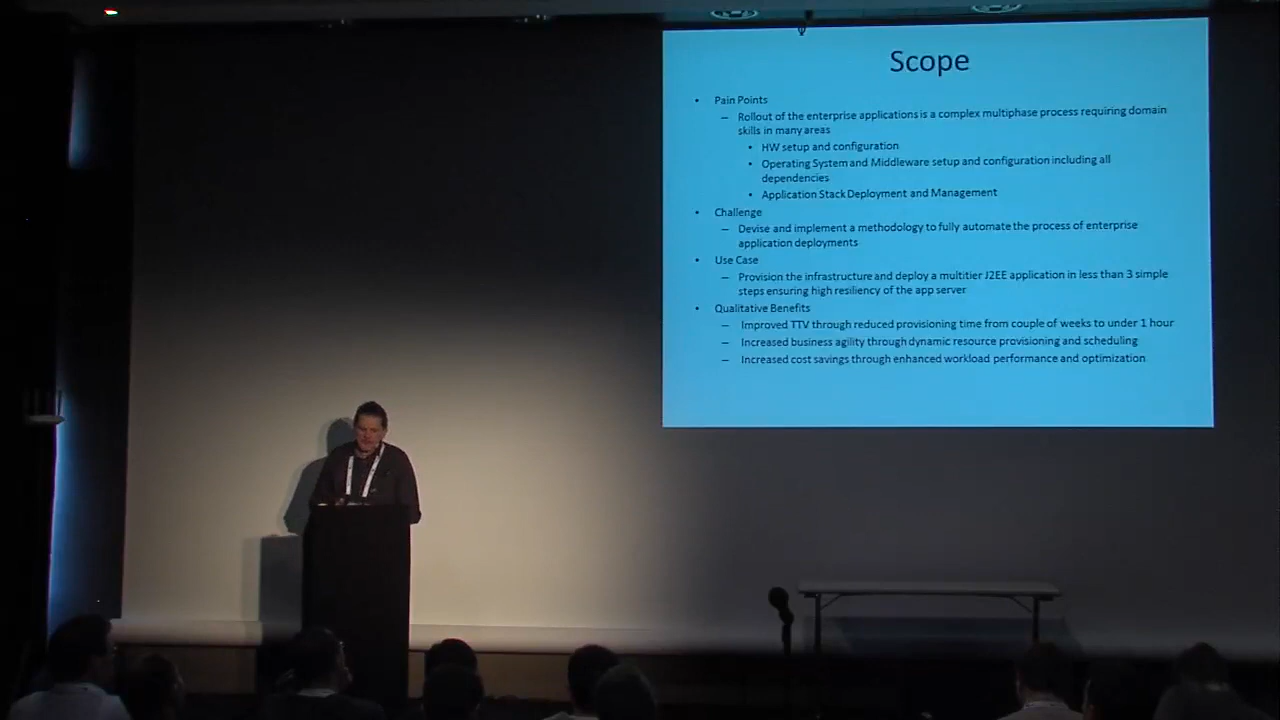 Scope
• Pain Points
– Rollout of the enterprise applications is a complex multiphase process requiring domain
skills in many areas
• HW setup and configuration
• Operating System and Middleware setup and configuration including all
dependencies
• Application Stack Deployment and Management
• Challenge
– Devise and implement a methodology to fully automate the process of enterprise
application deployments
• Use Case
– Provision the infrastructure and deploy a multitier J2EE application in less than 3 simple
steps ensuring high resiliency of the app server
• Qualitative Benefits
– Improved TTV through reduced provisioning time from couple of weeks to under 1 hour
– Increased business agility through dynamic resource provisioning and scheduling
– Increased cost savings through enhanced workload performance and optimization